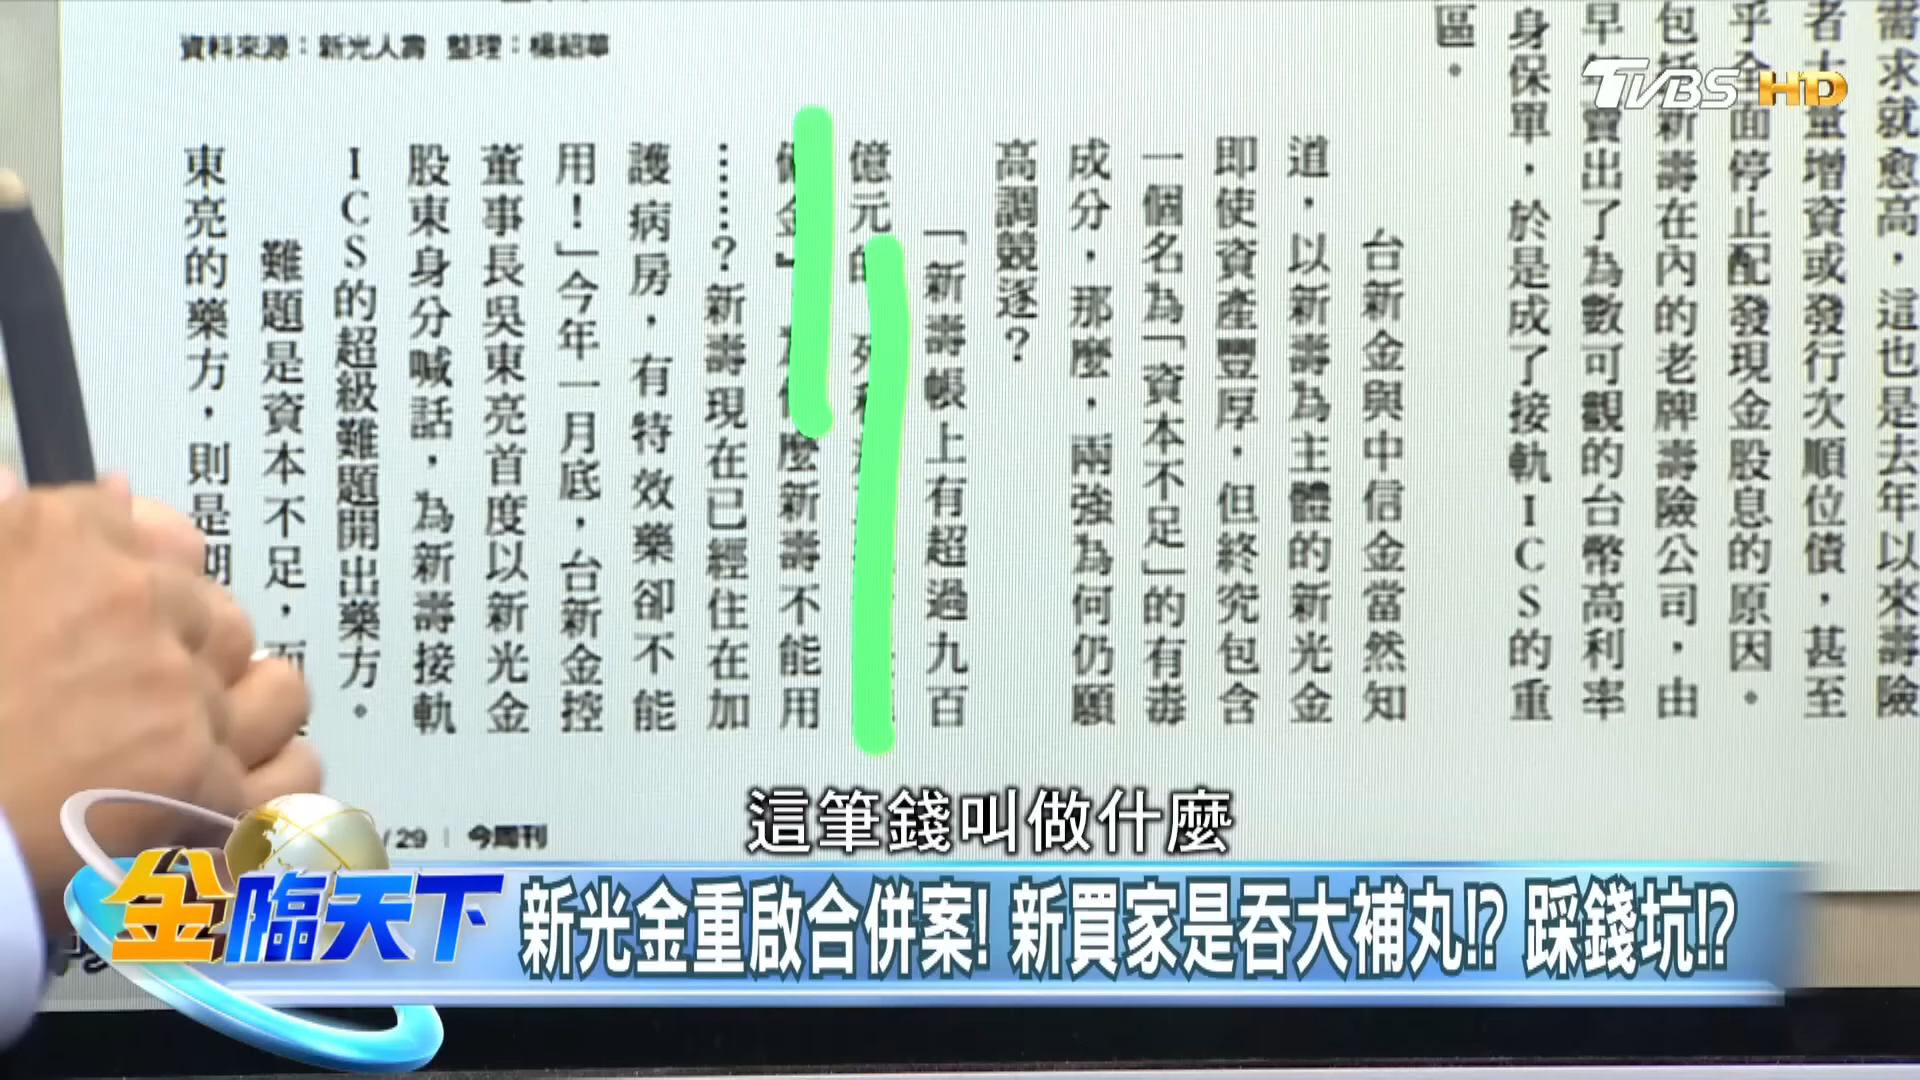 TVBS HD
資料來源：新光人壽 整理：楊紹華
需求就愈高，這也是去年以來壽險
者大量增資或發行次順位債，甚至
乎全面停止配發現金股息的原因。
包括新壽在內的老牌壽險公司，由
早年賣出了為數可觀的台幣高利率
身保單，於是成了接軌ICS的重
區。
台新金與中信金當然知
道，以新壽為主體的新光金
即使資產豐厚，但終究包含
一個名為「資本不足」的有毒
成分，那麼，兩強為何仍願
高調競逐？
「新壽帳上有超過九百
億元的
麼新壽不能用
……？新壽現在已經住在加
護病房，有特效藥卻不能
用！」今年一月底，台新金控
董事長吳東亮首度以新光金
股東身分喊話，為新壽接軌
ICS的超級難題開出藥方。
難題是資本不足，而
東亮的藥方，則是
/29 | 今周刊
這筆錢叫做什麼
金臨天下
新光金重啟合併案!新買家是吞大補丸!?踩錢坑!?